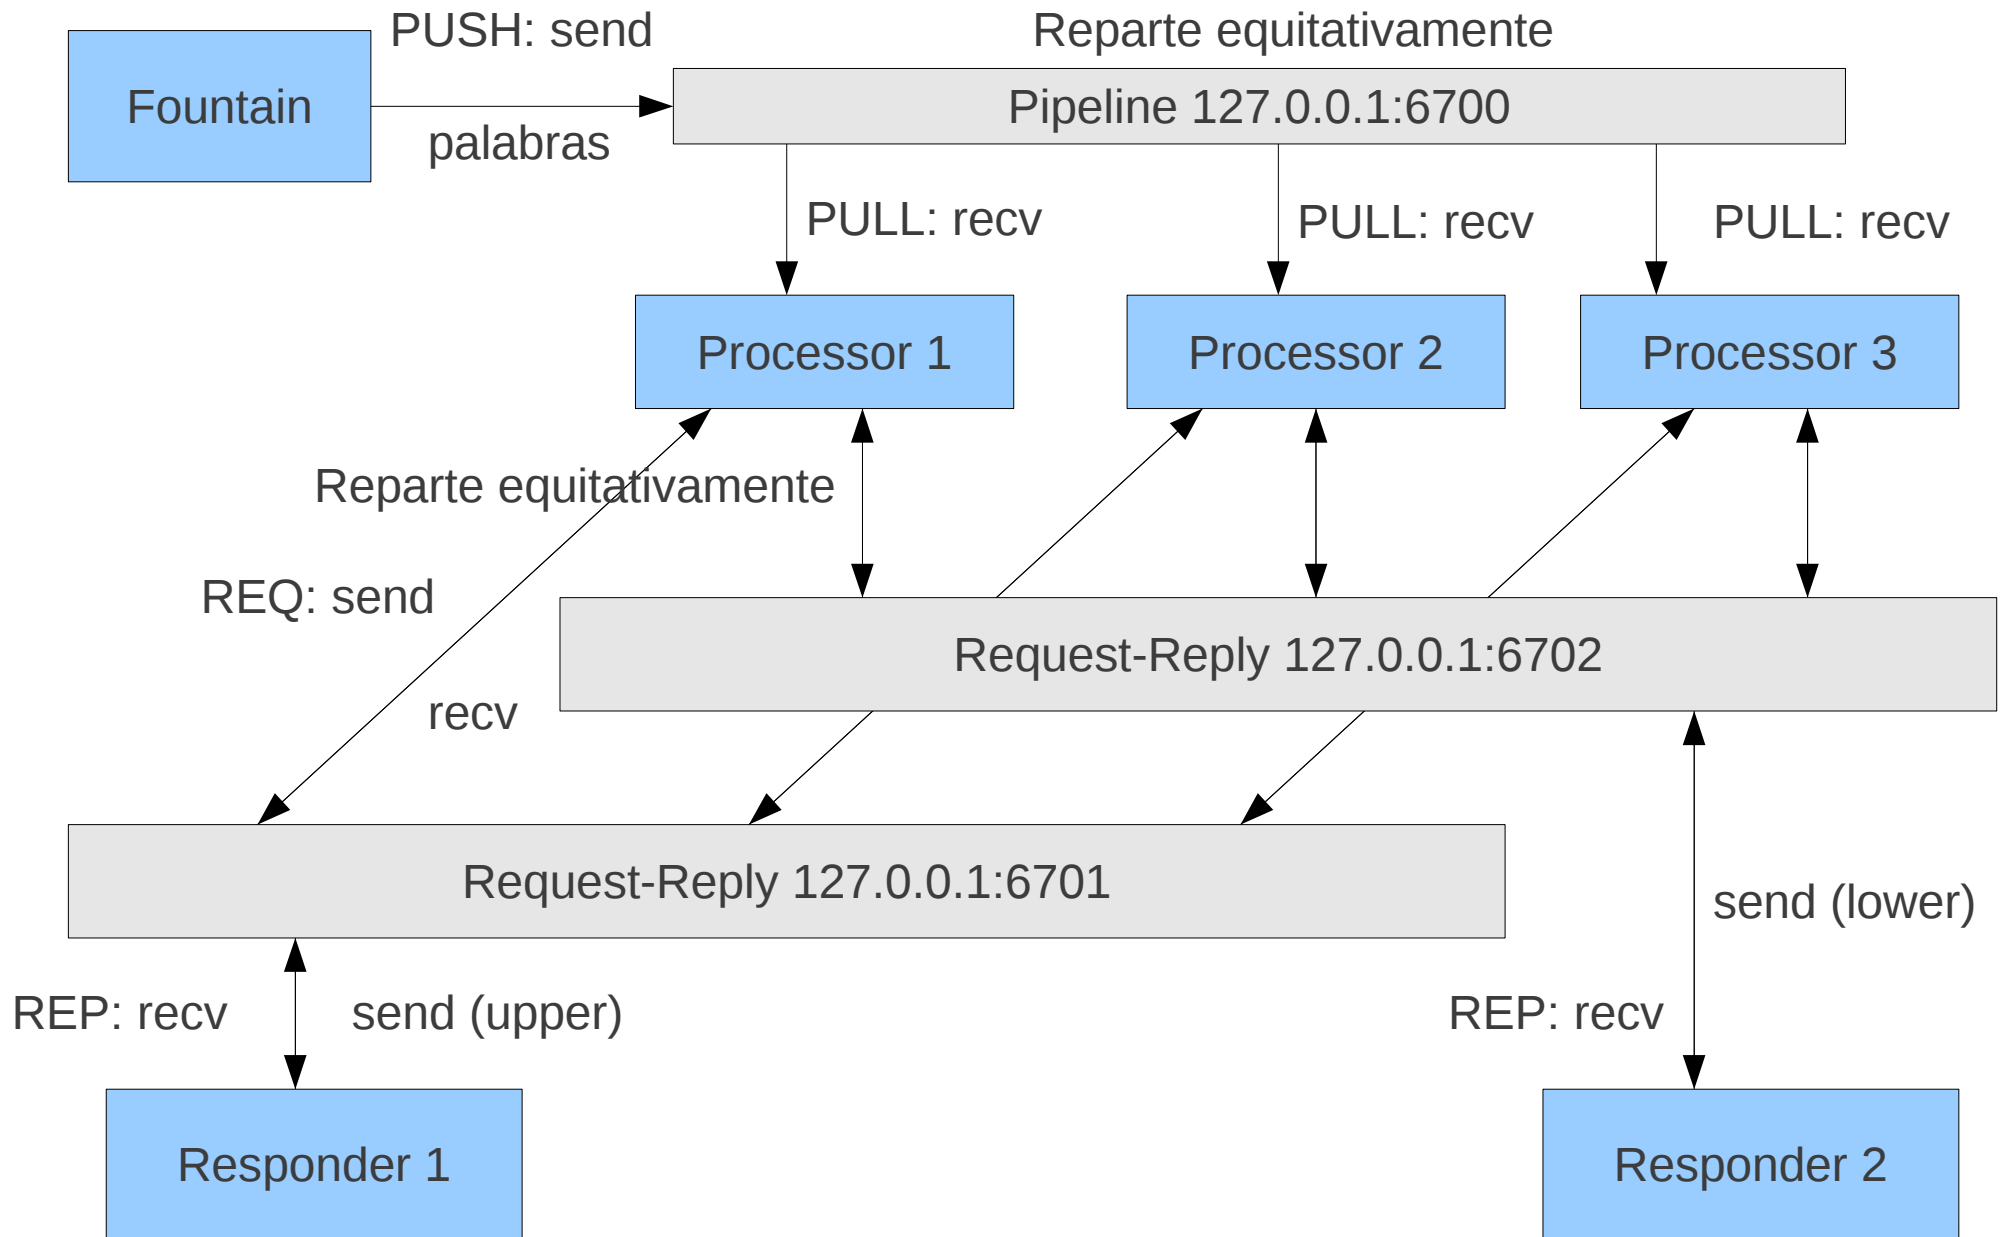 PUSH: send
Reparte equitativamente
Fountain
Pipeline 127.0.0.1:6700
palabras
PULL: recv
PULL: recv
PULL: recv
Processor 1
Processor 2
Processor 3
Reparte equitativamente
REQ: send
Request-Reply 127.0.0.1:6702
recv
Request-Reply 127.0.0.1:6701
send (lower)
REP: recv
send (upper)
REP: recv
Responder 1
Responder 2